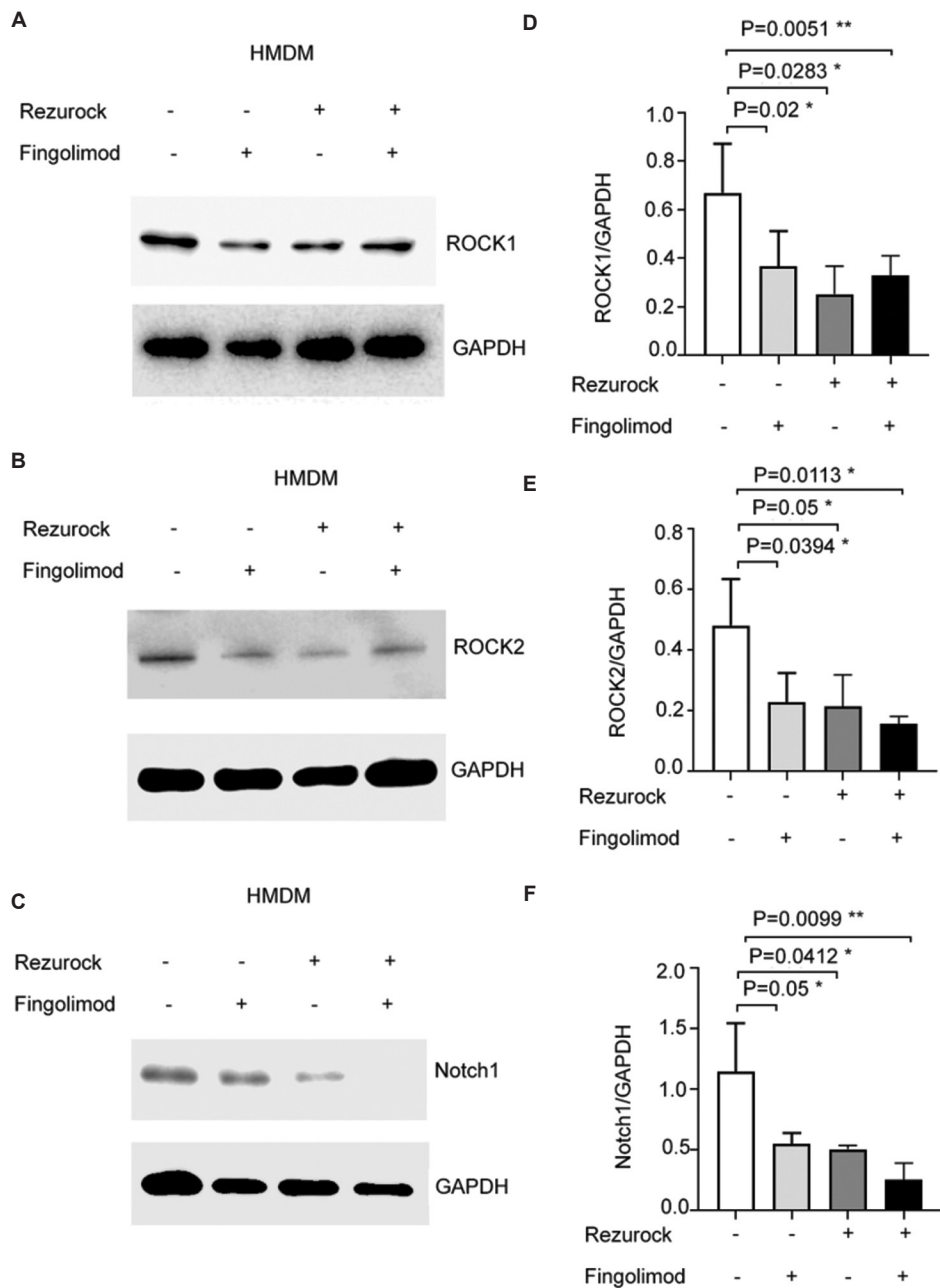 A
HMDM
Rezurock - - + +
Fingolimod - + - +
ROCK1
GAPDH
B
HMDM
Rezurock - - + +
Fingolimod - + - +
ROCK2
GAPDH
C
HMDM
Rezurock - - + +
Fingolimod - + - +
Notch1
GAPDH
D
P=0.0051 **
P=0.0283 *
P=0.02 *
ROCK1/GAPDH
1.0
0.8
0.6
0.4
0.2
0.0
Rezurock - - + +
Fingolimod - + - +
E
P=0.0113 *
P=0.05 *
P=0.0394 *
ROCK2/GAPDH
0.8
0.6
0.4
0.2
0.0
Rezurock - - + +
Fingolimod - + - +
F
P=0.0099 **
P=0.0412 *
P=0.05 *
Notch1/GAPDH
2.0
1.5
1.0
0.5
0.0
Rezurock - - + +
Fingolimod - + - +